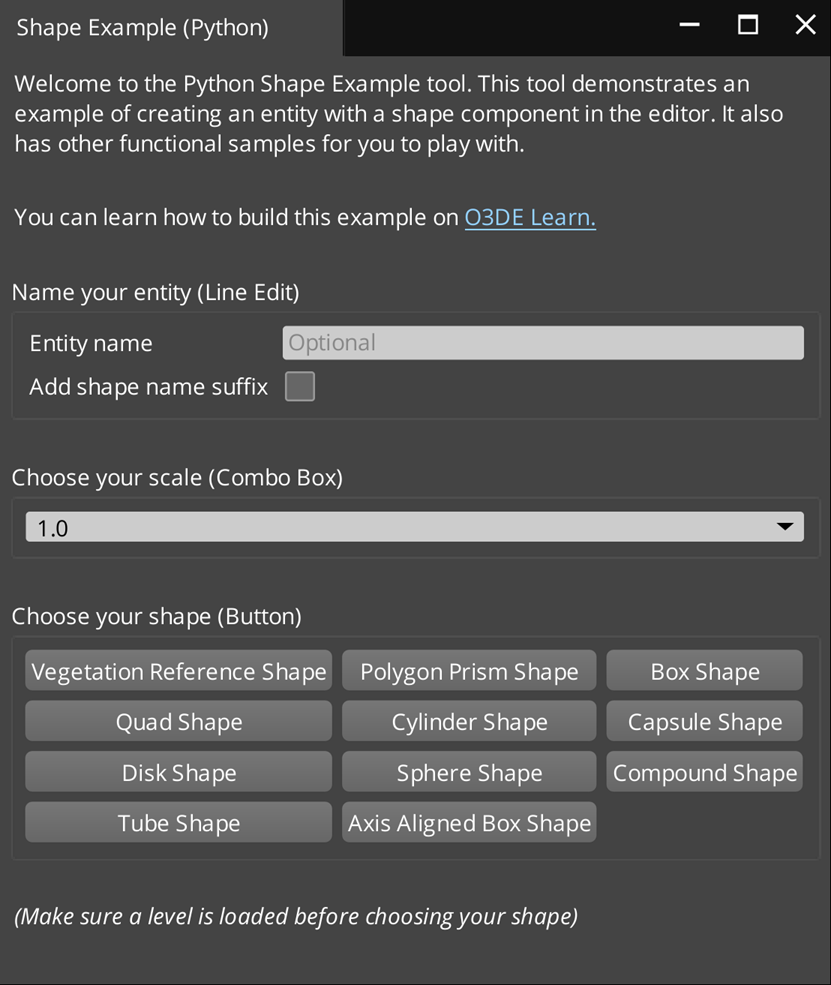 Shape Example (Python)
Welcome to the Python Shape Example tool. This tool demonstrates an
example of creating an entity with a shape component in the editor. It also
has other functional samples for you to play with.
You can learn how to build this example on O3DE Learn.
Name your entity (Line Edit)
Entity name
Optional
Add shape name suffix
Choose your scale (Combo Box)
1.0
Choose your shape (Button)
Vegetation Reference Shape Polygon Prism Shape Box Shape
Quad Shape Cylinder Shape Capsule Shape
Disk Shape Sphere Shape Compound Shape
Tube Shape Axis Aligned Box Shape
(Make sure a level is loaded before choosing your shape)